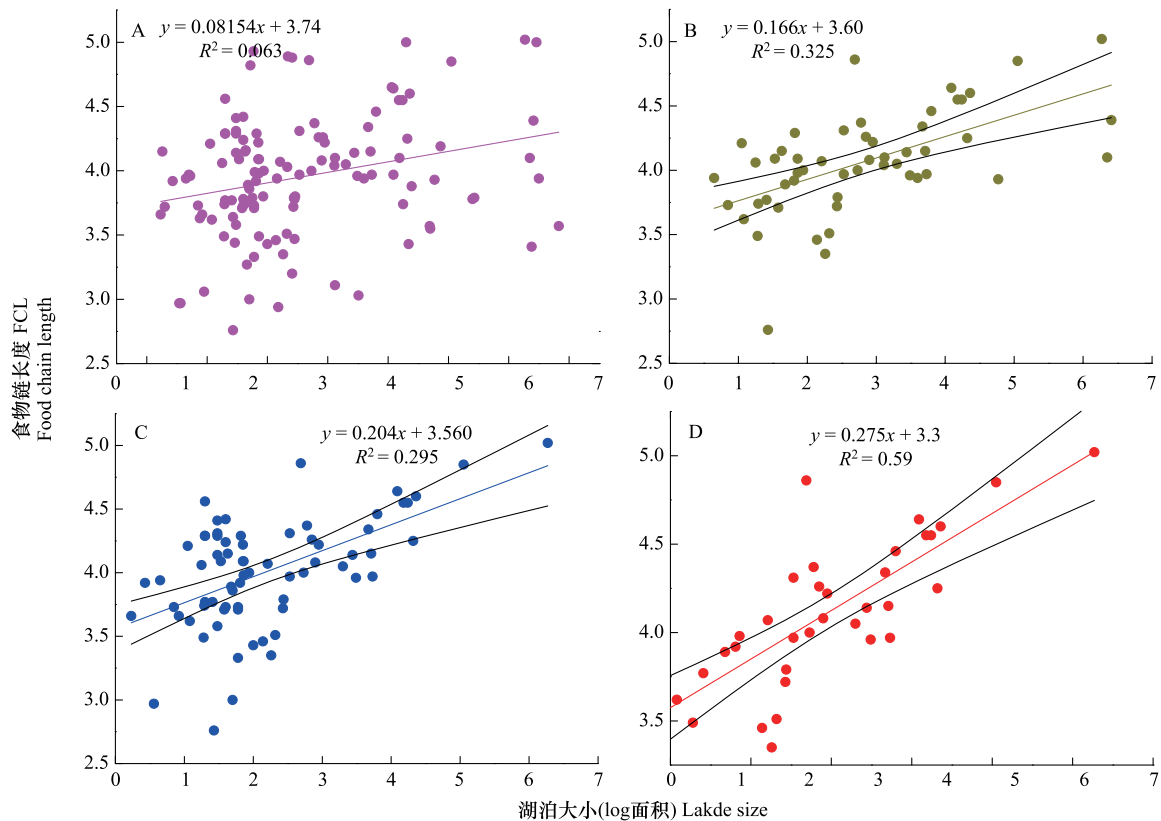 A
y = 0.08154x + 3.74
R² = 0.063
5.0
4.5
4.0
3.5
3.0
2.5
0 1 2 3 4 5 6 7
B
y = 0.166x + 3.60
R² = 0.325
5.0
4.5
4.0
3.5
3.0
2.5
0 1 2 3 4 5 6 7
C
y = 0.204x + 3.560
R² = 0.295
5.0
4.5
4.0
3.5
3.0
2.5
0 1 2 3 4 5 6 7
D
y = 0.275x + 3.3
R² = 0.59
5.0
4.5
4.0
3.5
0 1 2 3 4 5 6 7
食物链长度 FCL
Food chain length
湖泊大小(log面积) Lakde size